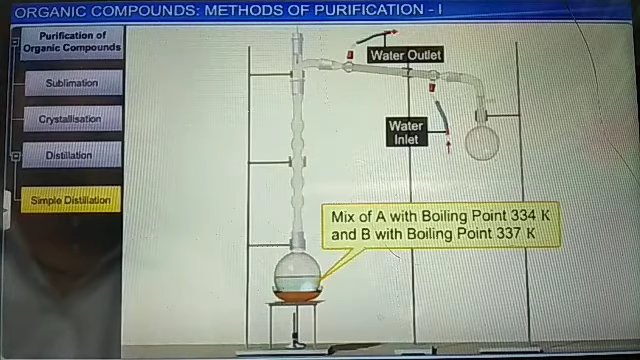 ORGANIC COMPOUNDS: METHODS OF PURIFICATION - I
Purification of
Organic Compounds
Sublimation
Crystallisation
Distillation
Simple Distillation
Water Outlet
Water
Inlet
Mix of A with Boiling Point 334 K
and B with Boiling Point 337 K